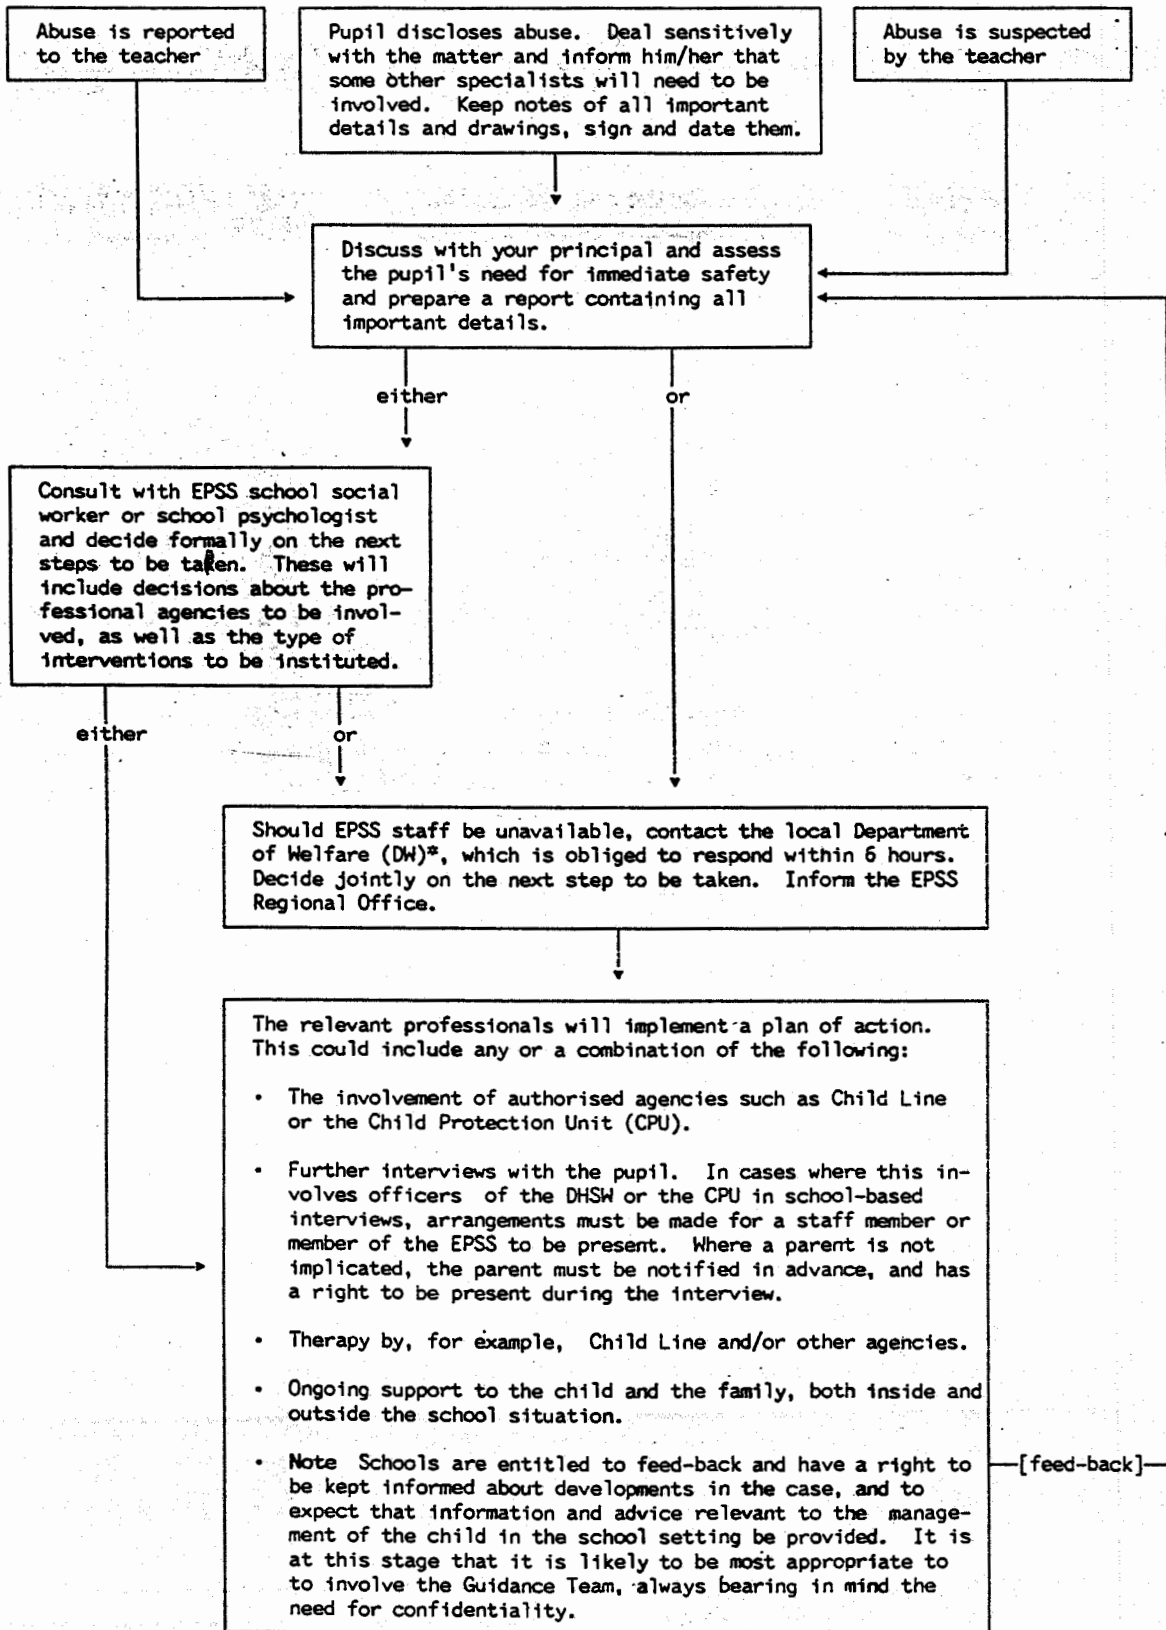 Abuse is reported
to the teacher
Pupil discloses abuse. Deal sensitively
with the matter and inform him/her that
some other specialists will need to be
involved. Keep notes of all important
details and drawings, sign and date them.
Abuse is suspected
by the teacher
Discuss with your principal and assess
the pupil's need for immediate safety
and prepare a report containing all
important details.
either
or
Consult with EPSS school social
worker or school psychologist
and decide formally on the next
steps to be taken. These will
include decisions about the pro-
fessional agencies to be invol-
ved, as well as the type of
interventions to be instituted.
either
or
Should EPSS staff be unavailable, contact the local Department
of Welfare (DW)*, which is obliged to respond within 6 hours.
Decide jointly on the next step to be taken. Inform the EPSS
Regional Office.
The relevant professionals will implement a plan of action.
This could include any or a combination of the following:
• The involvement of authorised agencies such as Child Line
or the Child Protection Unit (CPU).
• Further interviews with the pupil. In cases where this in-
volves officers of the DHSW or the CPU in school-based
interviews, arrangements must be made for a staff member or
member of the EPSS to be present. Where a parent is not
implicated, the parent must be notified in advance, and has
a right to be present during the interview.
• Therapy by, for example, Child Line and/or other agencies.
• Ongoing support to the child and the family, both inside and
outside the school situation.
• Note Schools are entitled to feed-back and have a right to
be kept informed about developments in the case, and to
expect that information and advice relevant to the manage-
ment of the child in the school setting be provided. It is
at this stage that it is likely to be most appropriate to
to involve the Guidance Team, always bearing in mind the
need for confidentiality.
[feed-back]